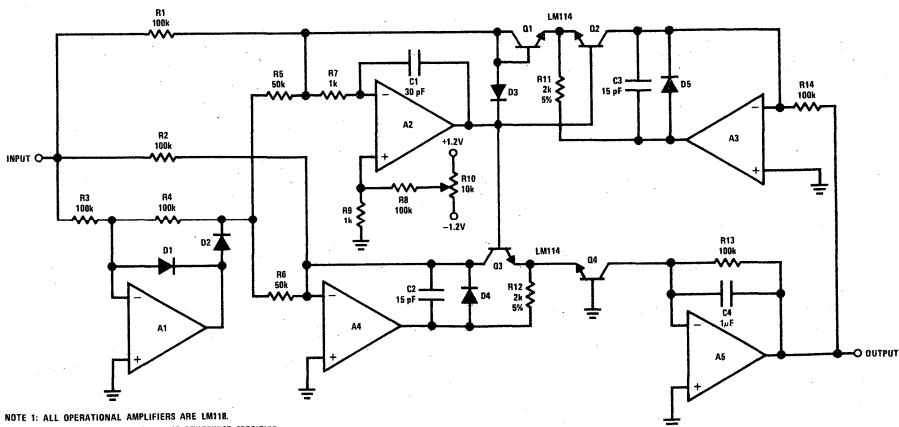 R1
100k
Q1
LM114
Q2
R5
50k
R7
1k
C1
30 pF
D3
R11
2k
5%
C3
15 pF
D5
R14
100k
A2
A3
R2
100k
INPUT
+1.2V
R10
10k
R8
100k
R9
1k
-1.2V
R3
100k
R4
100k
D2
D1
R6
50k
LM114
Q3
Q4
R13
100k
C2
15 pF
D4
R12
2k
5%
C4
1µF
A1
A4
A5
OUTPUT
NOTE 1: ALL OPERATIONAL AMPLIFIERS ARE LM118.